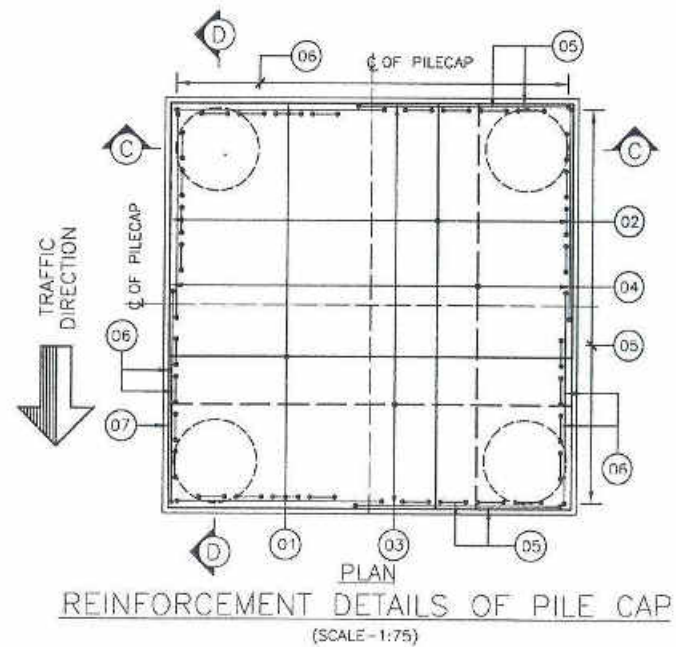 D
06
℄ OF PILECAP
05
C
C
02
℄ OF PILECAP
04
TRAFFIC
DIRECTION
06
05
07
06
D
01
03
05
PLAN
REINFORCEMENT DETAILS OF PILE CAP
(SCALE-1:75)